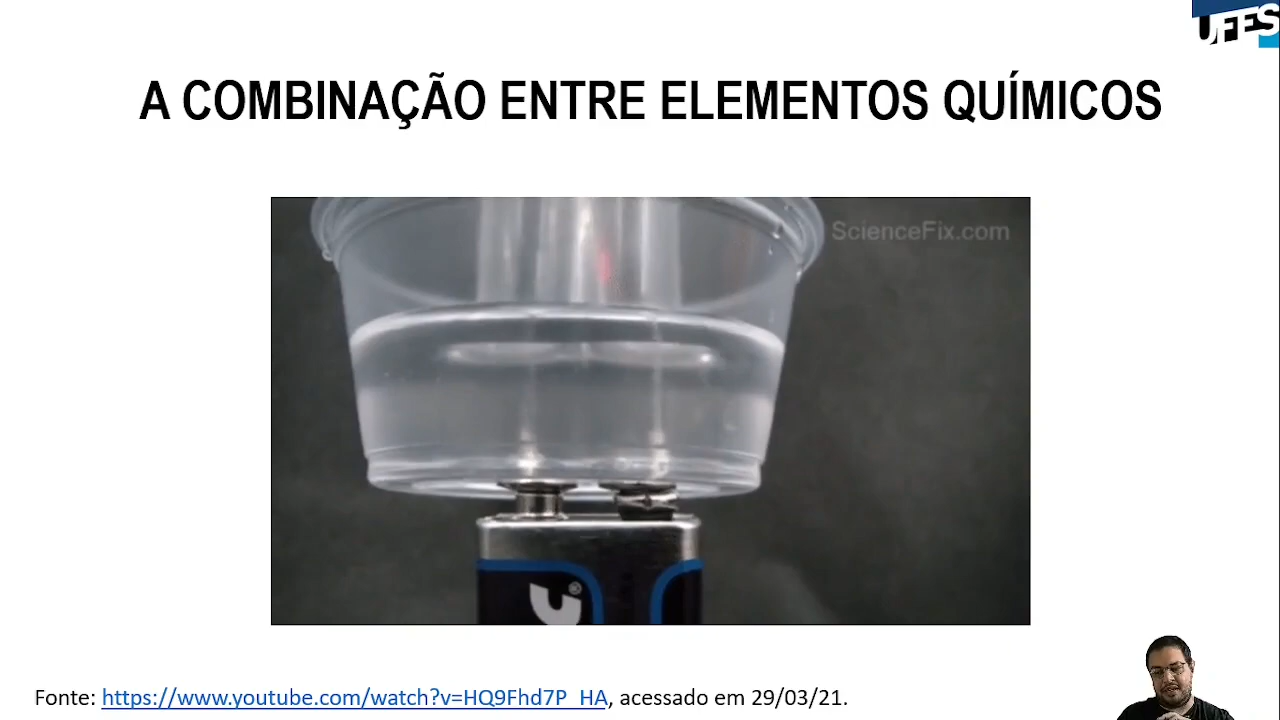 UFES
A COMBINAÇÃO ENTRE ELEMENTOS QUÍMICOS
ScienceFix.com
Fonte: https://www.youtube.com/watch?v=HQ9Fhd7P_HA, acessado em 29/03/21.